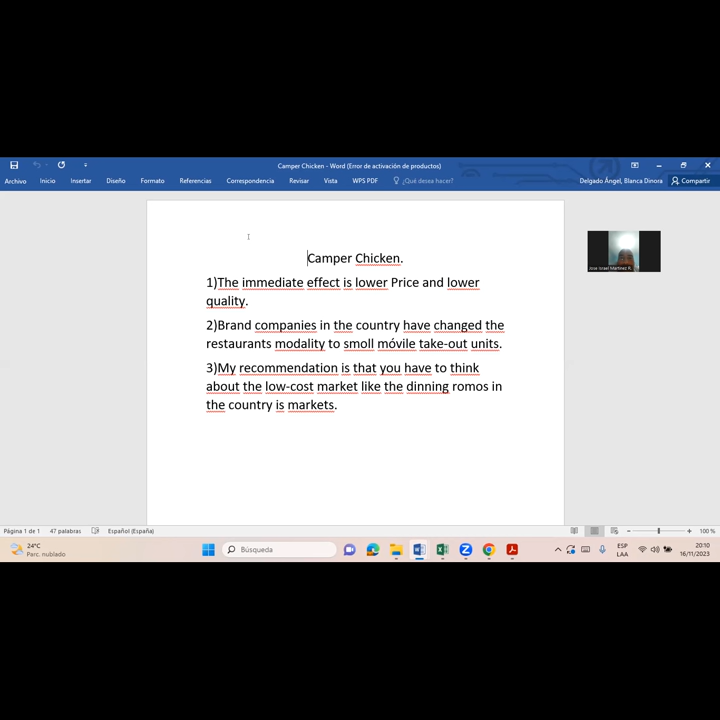 Camper Chicken - Word (Error de activación de productos)
Archivo Inicio Insertar Diseño Formato Referencias Correspondencia Revisar Vista WPS PDF ¿Qué desea hacer? Delgado Ángel, Blanca Dinora Compartir
Camper Chicken.
1)The immediate effect is lower Price and lower
quality.
2)Brand companies in the country have changed the
restaurants modality to smoll móvile take-out units.
3)My recommendation is that you have to think
about the low-cost market like the dinning romos in
the country is markets.
Jose Israel Martinez R.
Página 1 de 1 47 palabras Español (España) 100 %
24°C
Parc. nublado
Búsqueda
ESP
LAA
20:10
16/11/2023